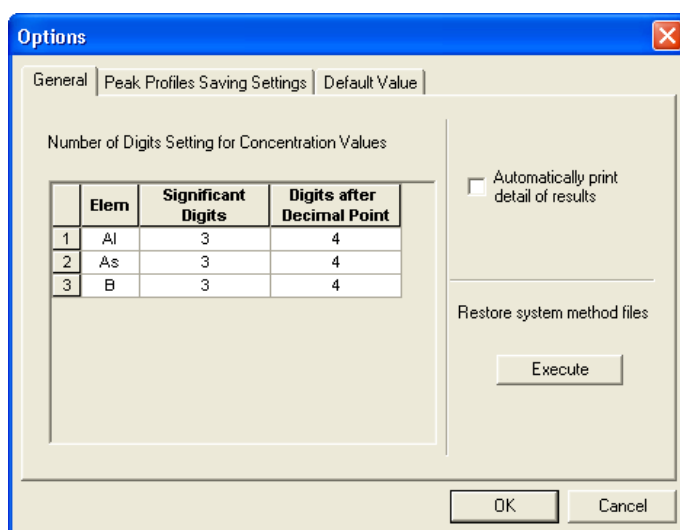 Options
General
Peak Profiles Saving Settings
Default Value
Number of Digits Setting for Concentration Values
Elem Significant Digits Digits after Decimal Point
1 Al 3 4
2 As 3 4
3 B 3 4
Automatically print
detail of results
Restore system method files
Execute
OK
Cancel